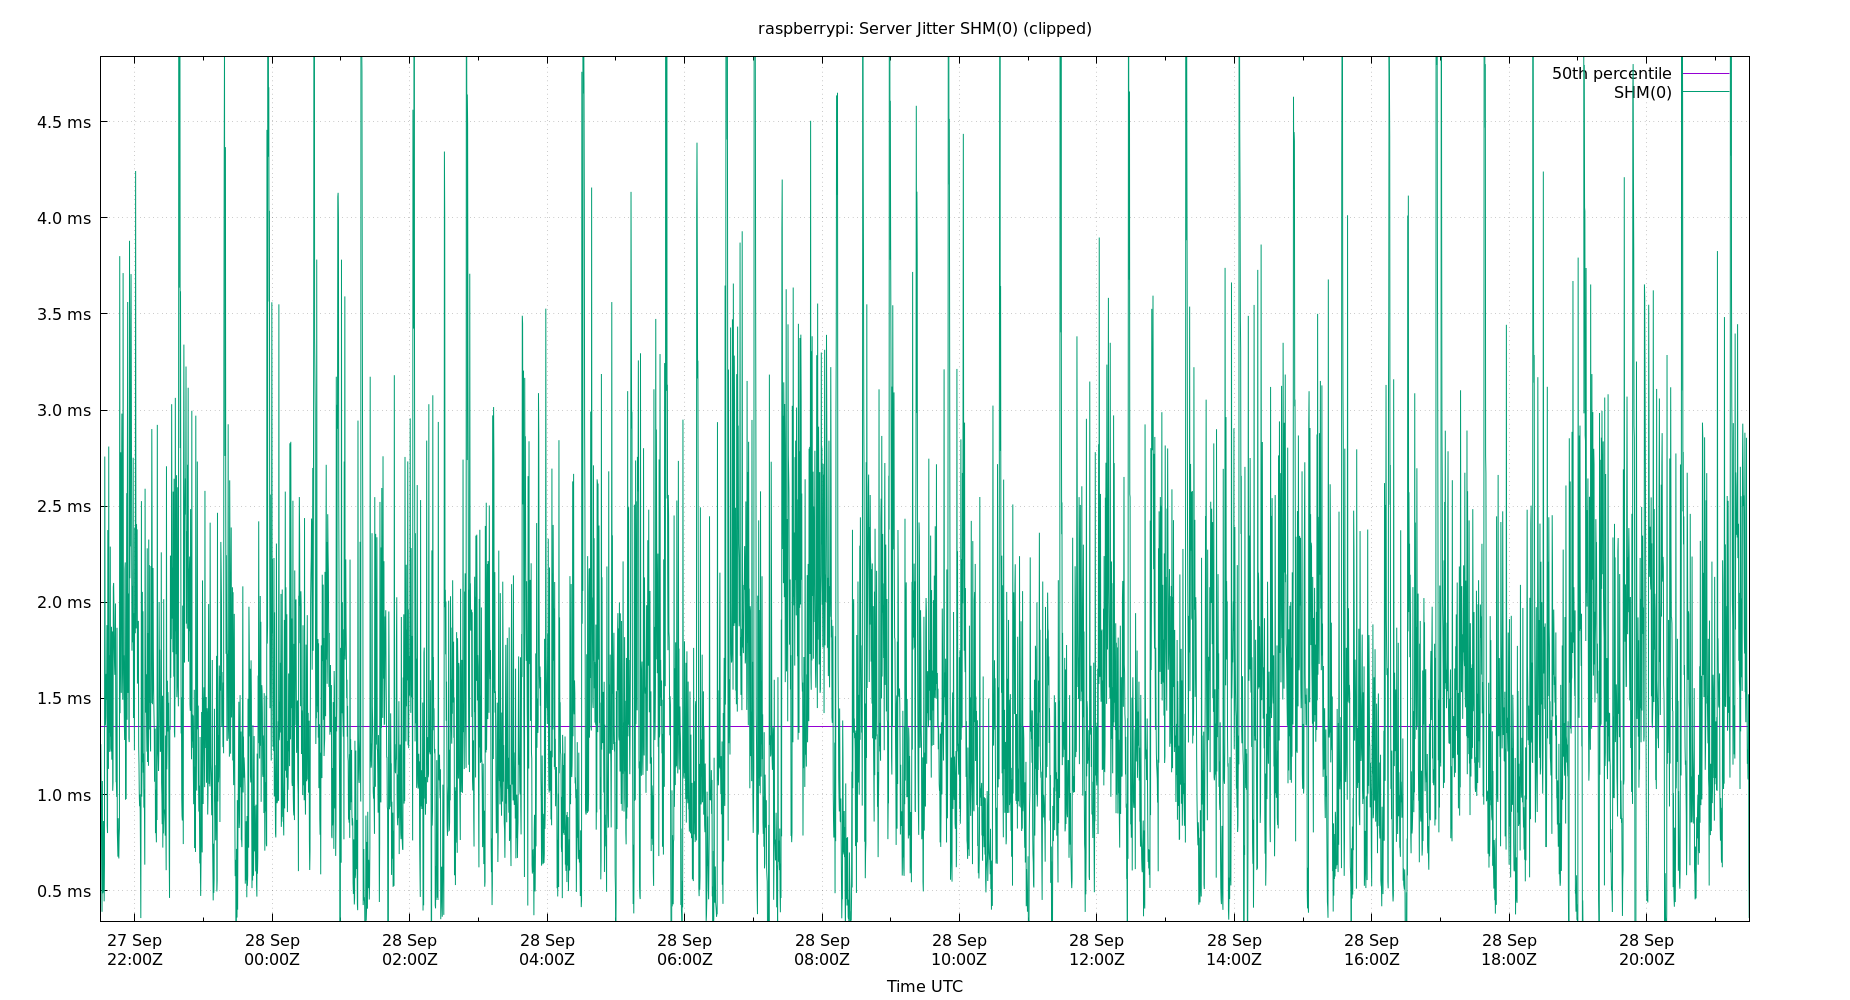 raspberrypi: Server Jitter SHM(0) (clipped)
50th percentile
SHM(0)
4.5 ms
4.0 ms
3.5 ms
3.0 ms
2.5 ms
2.0 ms
1.5 ms
1.0 ms
0.5 ms
27 Sep 28 Sep 28 Sep 28 Sep 28 Sep 28 Sep 28 Sep 28 Sep 28 Sep 28 Sep 28 Sep 28 Sep
22:00Z 00:00Z 02:00Z 04:00Z 06:00Z 08:00Z 10:00Z 12:00Z 14:00Z 16:00Z 18:00Z 20:00Z
Time UTC